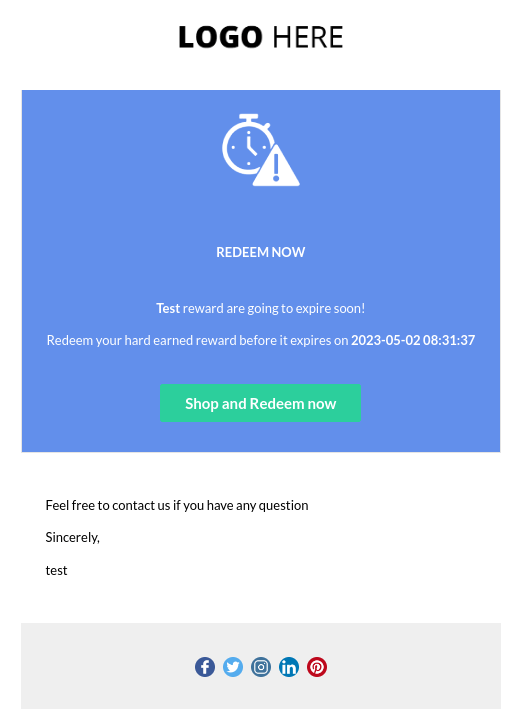 LOGO HERE
REDEEM NOW
Test reward are going to expire soon!
Redeem your hard earned reward before it expires on 2023-05-02 08:31:37
Shop and Redeem now
Feel free to contact us if you have any question
Sincerely,
test